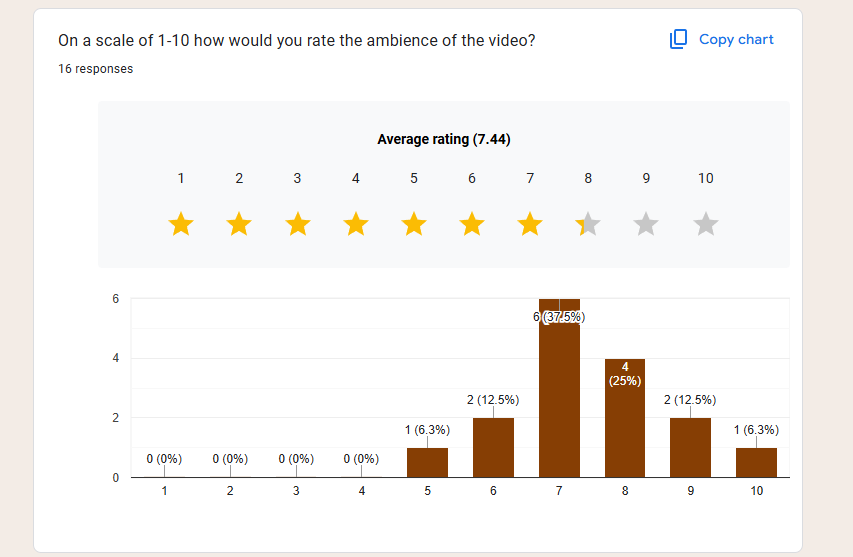 On a scale of 1-10 how would you rate the ambience of the video?
Copy chart
16 responses
Average rating (7.44)
1 2 3 4 5 6 7 8 9 10
6
6 (37.5%)
4
4
(25%)
2 (12.5%)
2 (12.5%)
2
1 (6.3%)
1 (6.3%)
0 (0%) 0 (0%) 0 (0%) 0 (0%)
0
1 2 3 4 5 6 7 8 9 10